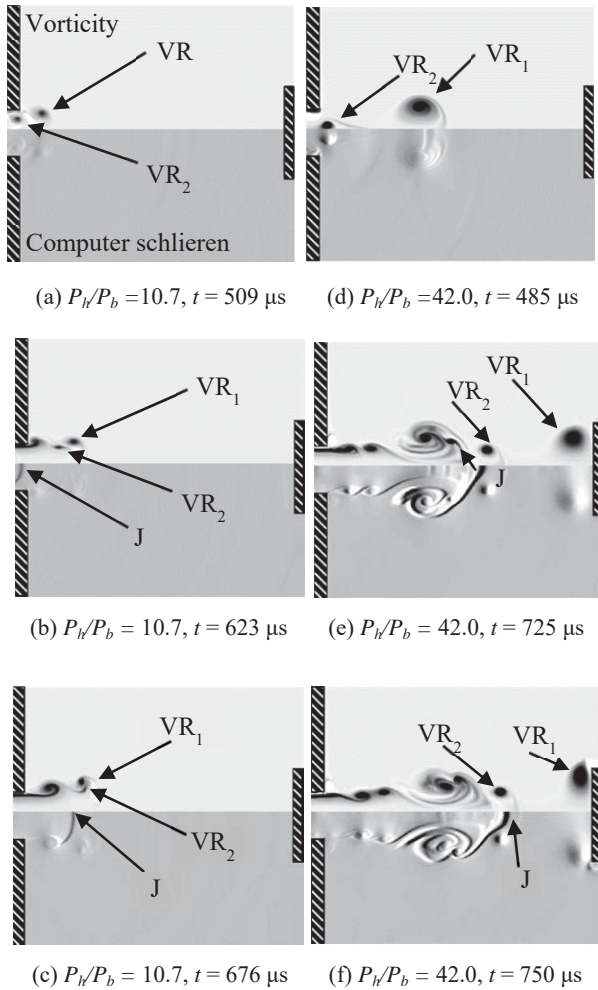 Vorticity
VR
VR2
Computer schlieren
(a) Ph/Pb =10.7, t = 509 μs
VR2
VR1
(d) Ph/Pb =42.0, t = 485 μs
VR1
VR2
J
(b) Ph/Pb = 10.7, t = 623 μs
VR2
VR1
J
(e) Ph/Pb = 42.0, t = 725 μs
VR1
VR2
J
(c) Ph/Pb = 10.7, t = 676 μs
VR2
VR1
J
(f) Ph/Pb = 42.0, t = 750 μs